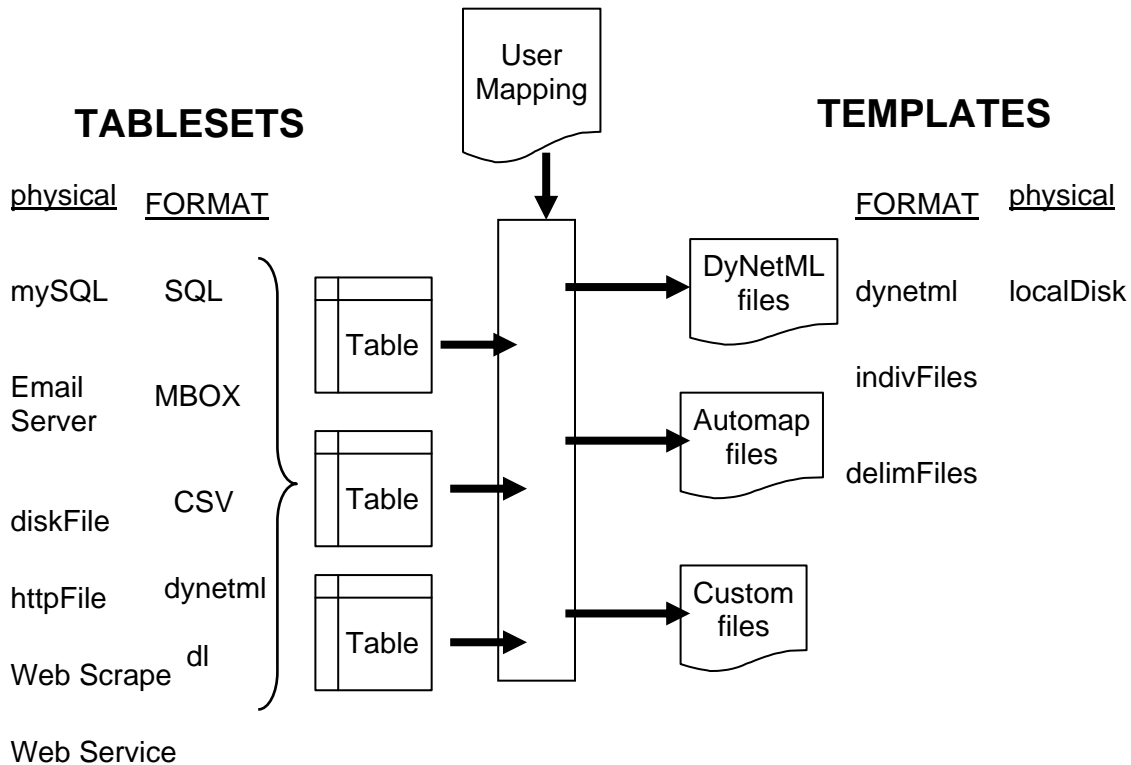 User
Mapping
TABLESETS
TEMPLATES
physical
FORMAT
FORMAT
physical
mySQL
SQL
Table
DyNetML
files
dynetml
localDisk
Email
Server
MBOX
indivFiles
Automap
files
delimFiles
diskFile
CSV
Table
httpFile
dynetml
Table
Custom
files
Web Scrape
dl
Web Service